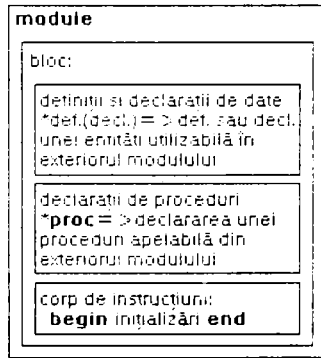 module
bloc:
definiții si declarații de date
*def.(decl.) = > def. sau decl.
unei entități utilizabilă în
exteriorul modulului
declarații de proceduri
*proc = > declararea unei
proceduri apelabilă din
exteriorul modulului
corp de instrucțiuni:
begin inițializări end